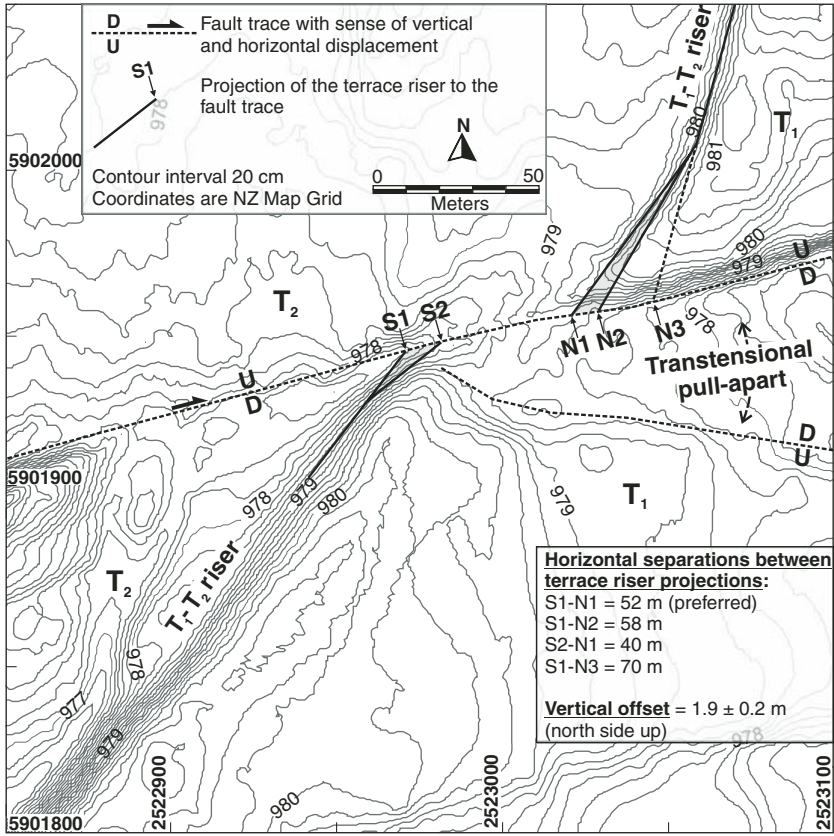 D
U
Fault trace with sense of vertical
and horizontal displacement
S1
Projection of the terrace riser to the
fault trace
978
Contour interval 20 cm
Coordinates are NZ Map Grid
N
0 50
Meters
T1-T2 riser
980
981
T1
5902000
979
980
979
U
D
T2
S1 S2
978
N1 N2 N3
978
Transtensional
pull-apart
U
D
D
U
5901900
978
979
980
979
T1
T2
T1-T2 riser
978
977
979
980
Horizontal separations between
terrace riser projections:
S1-N1 = 52 m (preferred)
S1-N2 = 58 m
S2-N1 = 40 m
S1-N3 = 70 m
Vertical offset = 1.9 ± 0.2 m
(north side up)
978
5901800
2522900
2523000
2523100